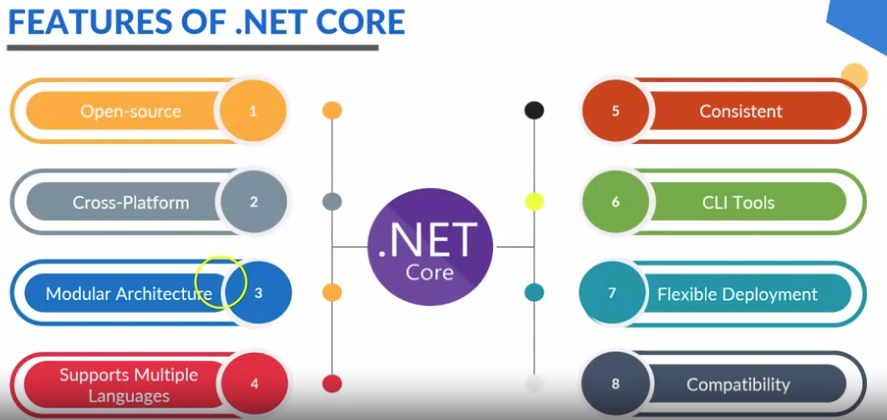 FEATURES OF .NET CORE
Open-source 1
Cross-Platform 2
Modular Architecture 3
Supports Multiple
Languages 4
.NET
Core
5 Consistent
6 CLI Tools
7 Flexible Deployment
8 Compatibility